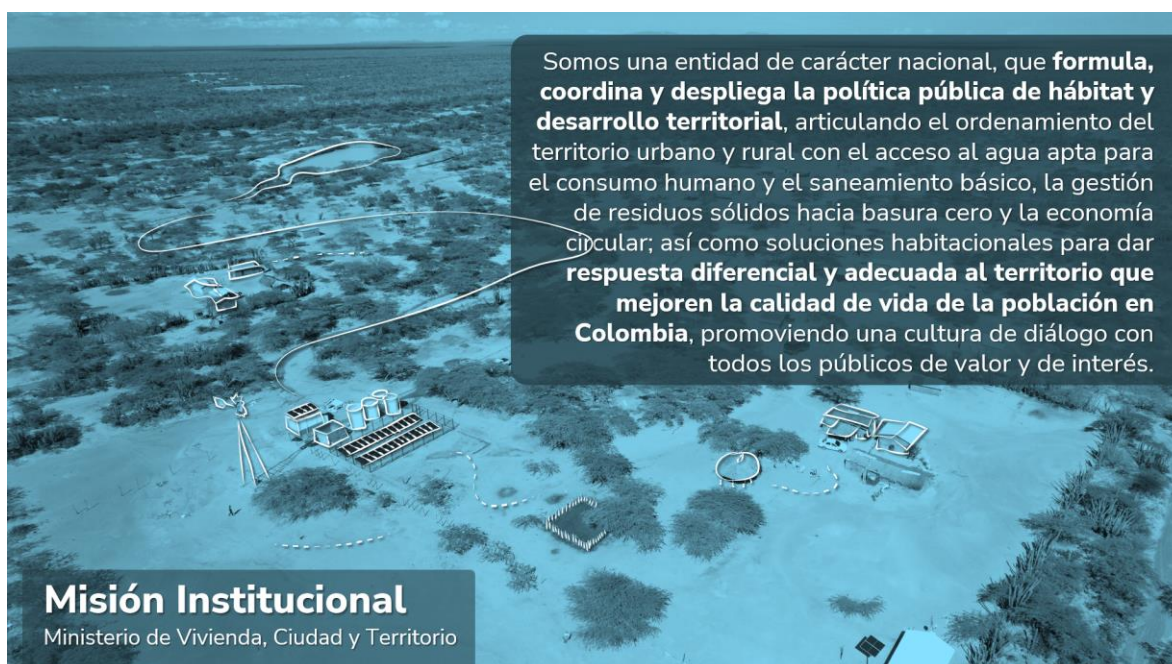 Somos una entidad de carácter nacional, que formula,
coordina y despliega la política pública de hábitat y
desarrollo territorial, articulando el ordenamiento del
territorio urbano y rural con el acceso al agua apta para
el consumo humano y el saneamiento básico, la gestión
de residuos sólidos hacia basura cero y la economía
circular; así como soluciones habitacionales para dar
respuesta diferencial y adecuada al territorio que
mejoren la calidad de vida de la población en
Colombia, promoviendo una cultura de diálogo con
todos los públicos de valor y de interés.
Misión Institucional
Ministerio de Vivienda, Ciudad y Territorio